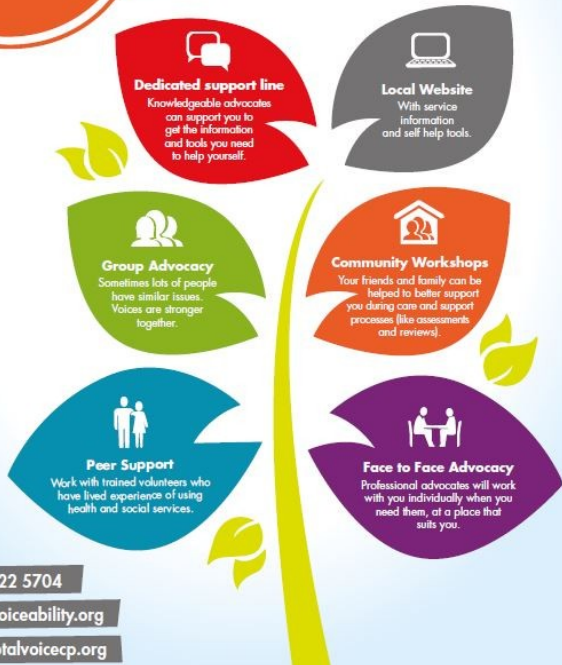 Dedicated support line
Knowledgeable advocates
can support you to
get the information
and tools you need
to help yourself.
Local Website
With service
information
and self help tools.
Group Advocacy
Sometimes lots of people
have similar issues.
Voices are stronger
together.
Community Workshops
Your friends and family can be
helped to better support
you during care and support
processes (like assessments
and reviews).
Peer Support
Work with trained volunteers who
have lived experience of using
health and social services.
Face to Face Advocacy
Professional advocates will work
with you individually when you
need them, at a place that
suits you.
22 5704
oiceability.org
talvoicecp.org